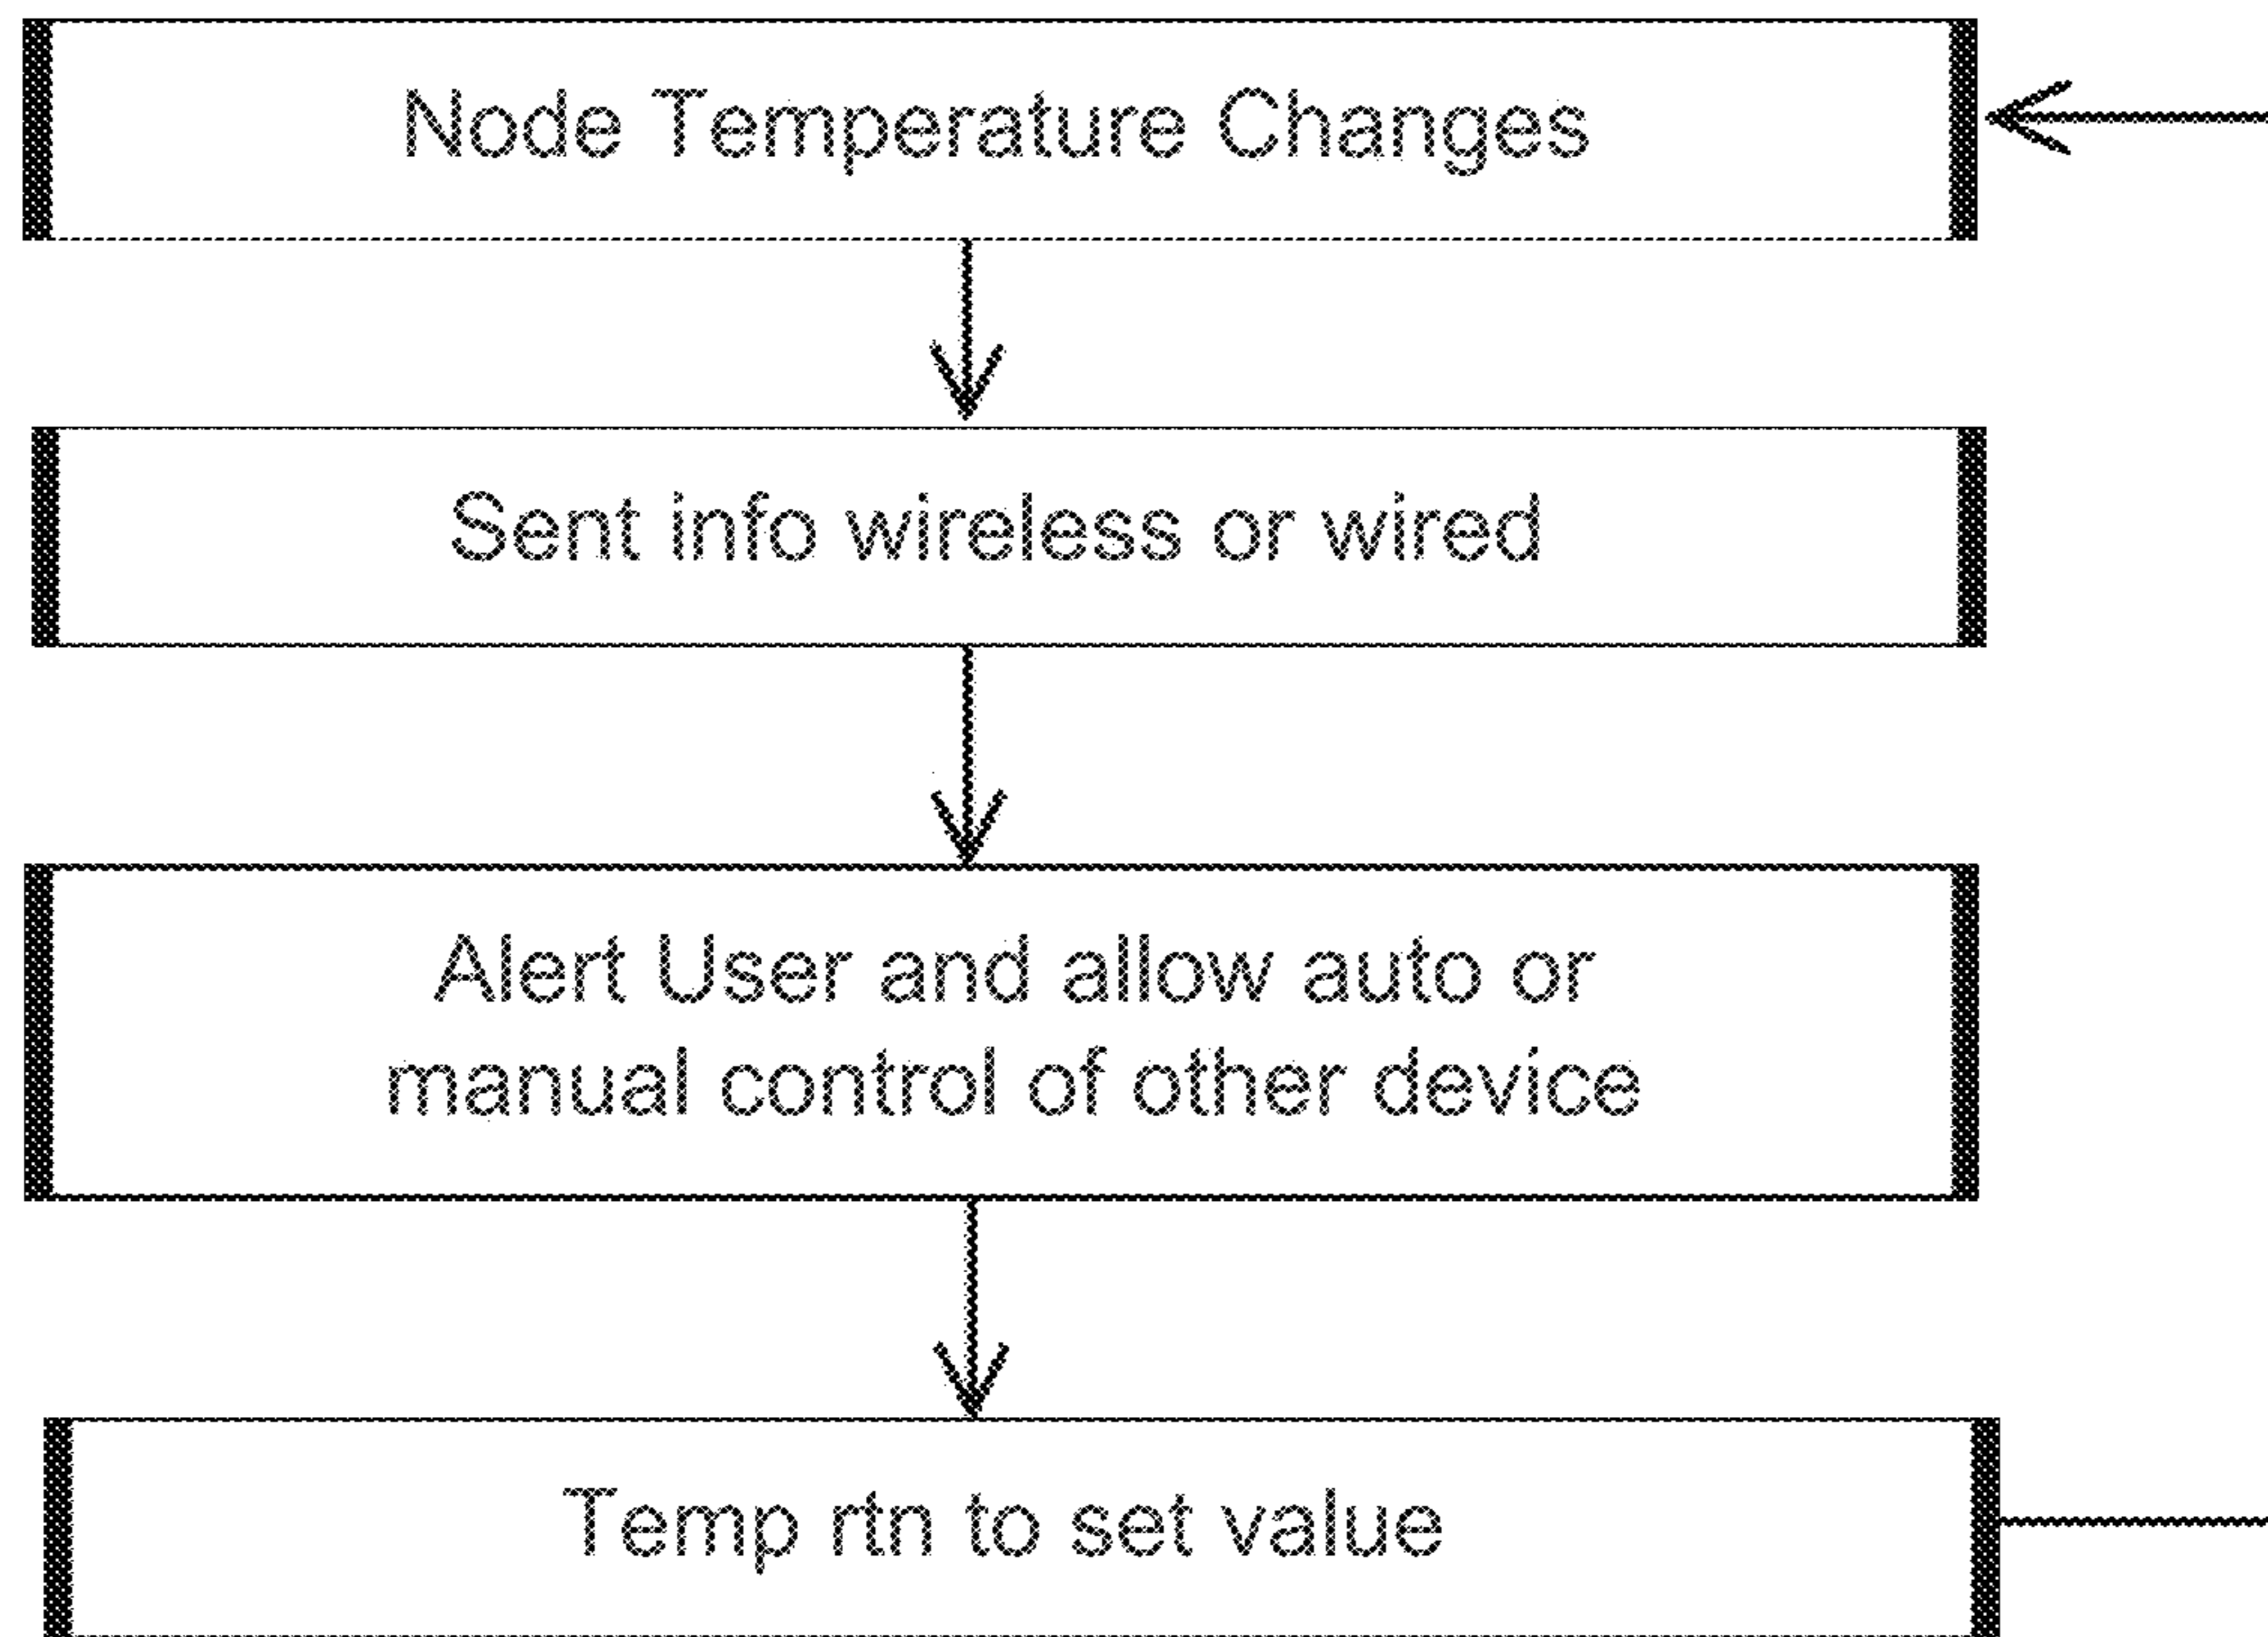 Node Temperature Changes
Sent info wireless or wired
Alert User and allow auto or
manual control of other device
Temp rtn to set value